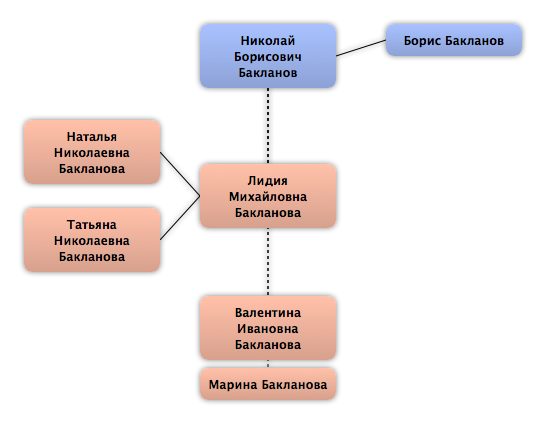 Николай
Борисович
Бакланов
Борис Бакланов
Наталья
Николаевна
Бакланова
Лидия
Михайловна
Бакланова
Татьяна
Николаевна
Бакланова
Валентина
Ивановна
Бакланова
Марина Бакланова